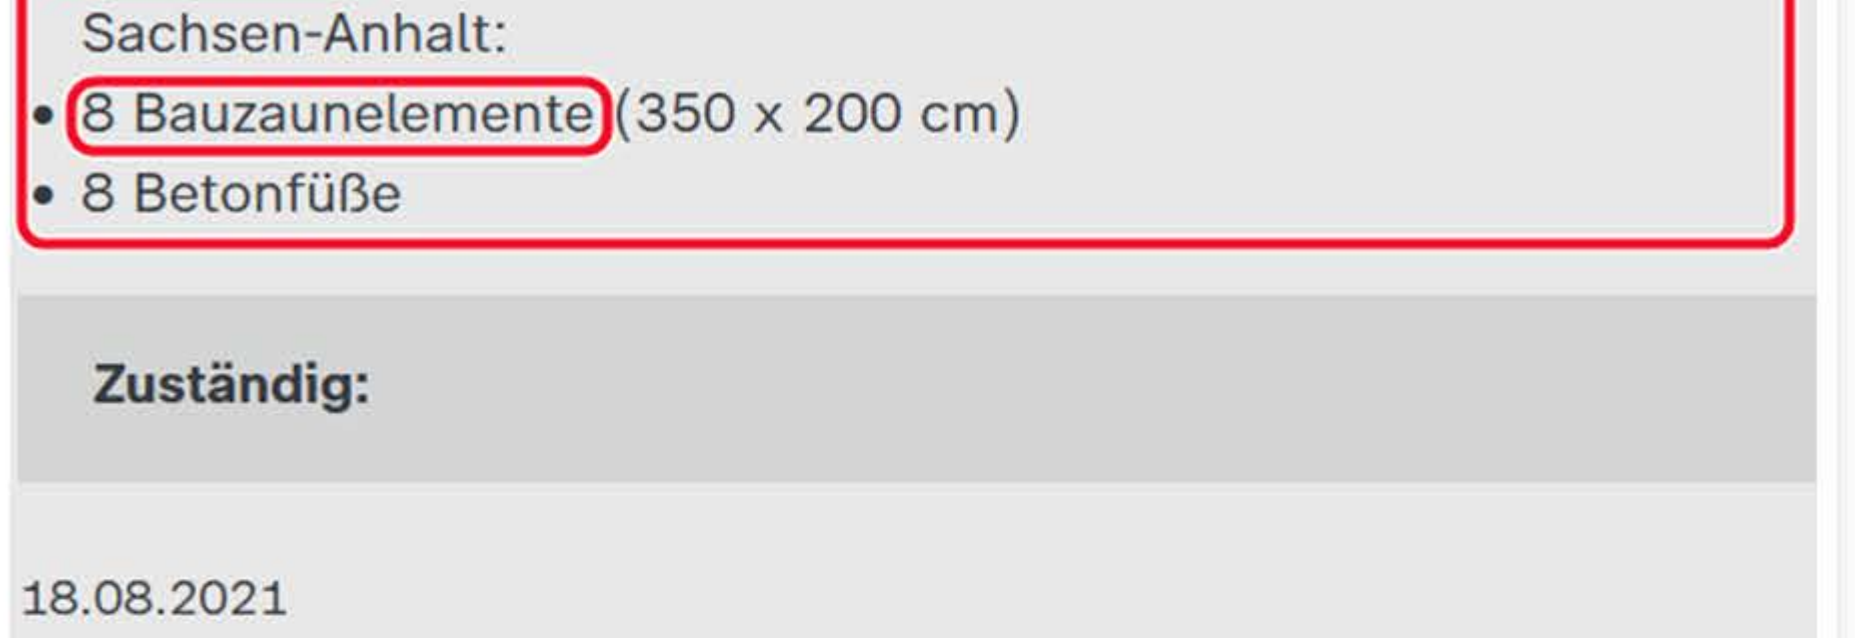 Sachsen-Anhalt:
• 8 Bauzaunelemente (350 x 200 cm)
• 8 Betonfüße
Zuständig:
18.08.2021